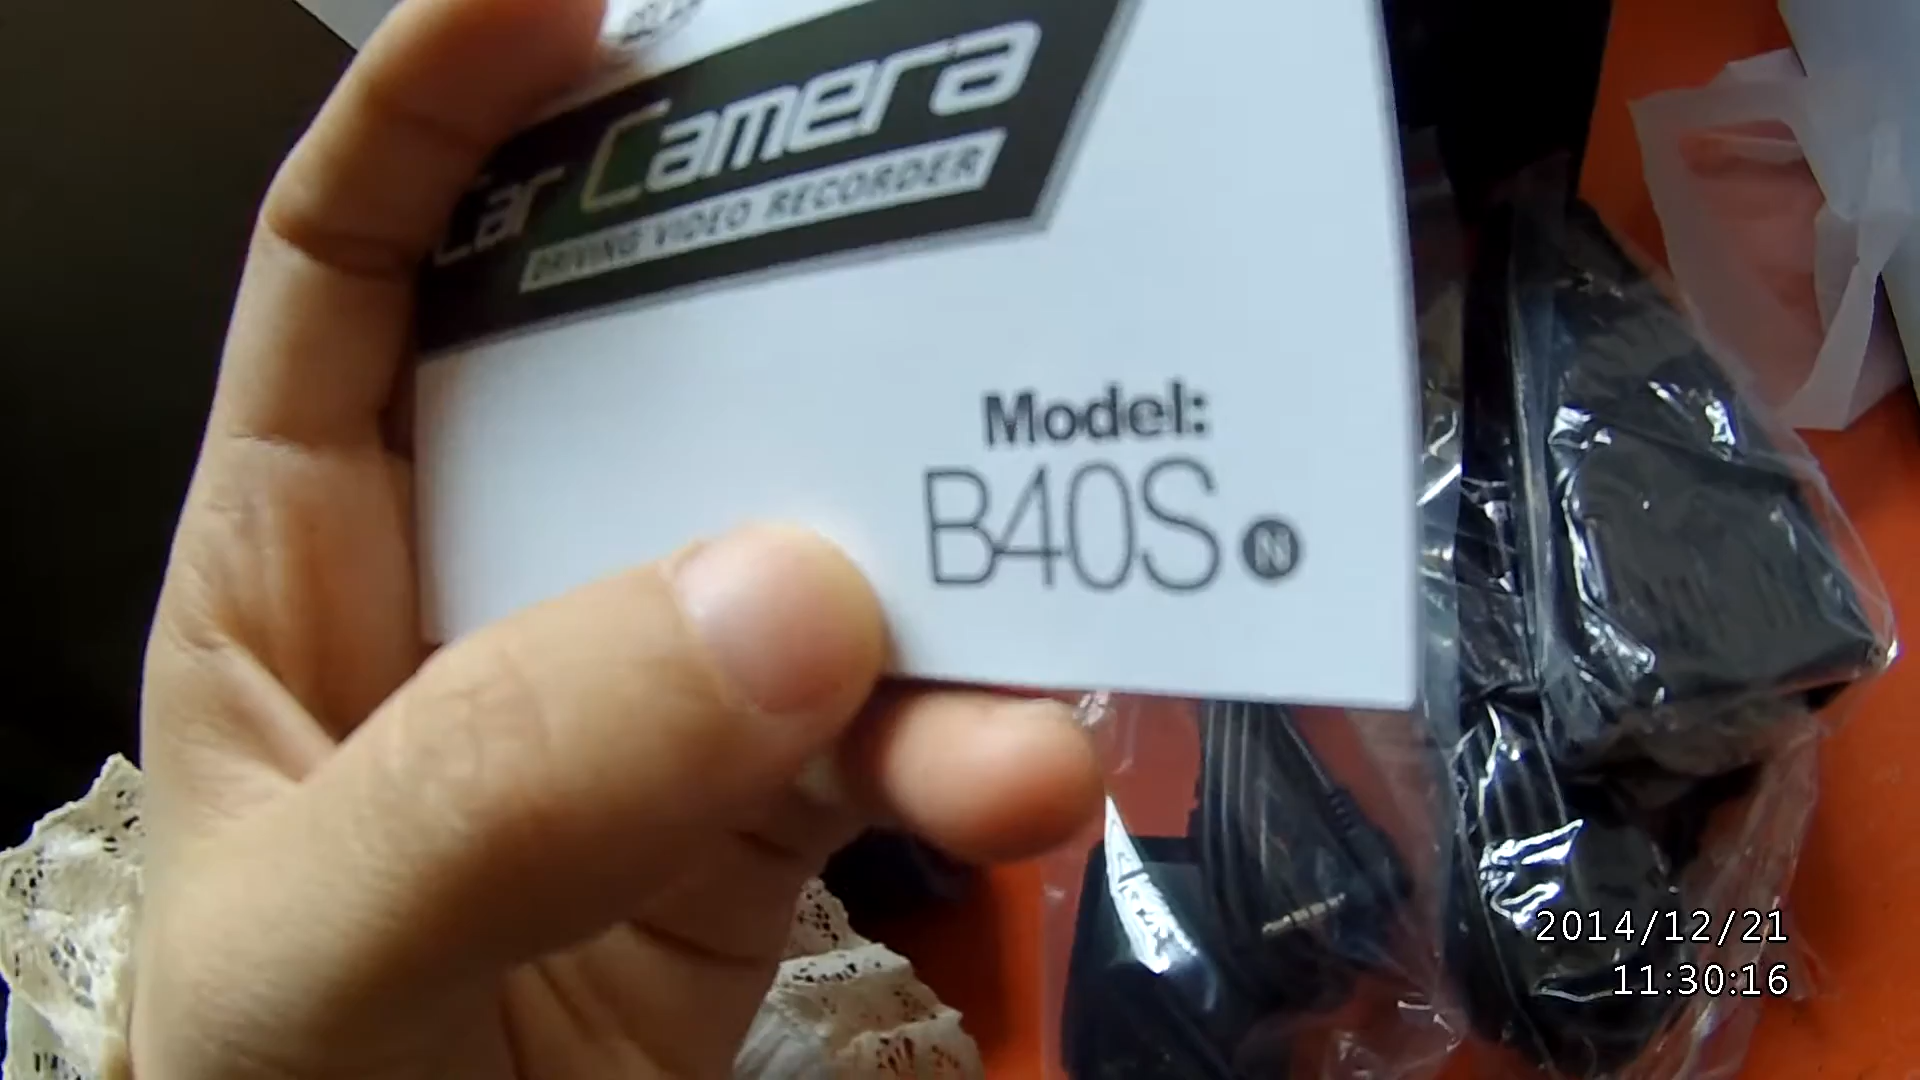 Car Camera
DRIVING VIDEO RECORDER
Model:
B40S N
2014/12/21
11:30:16